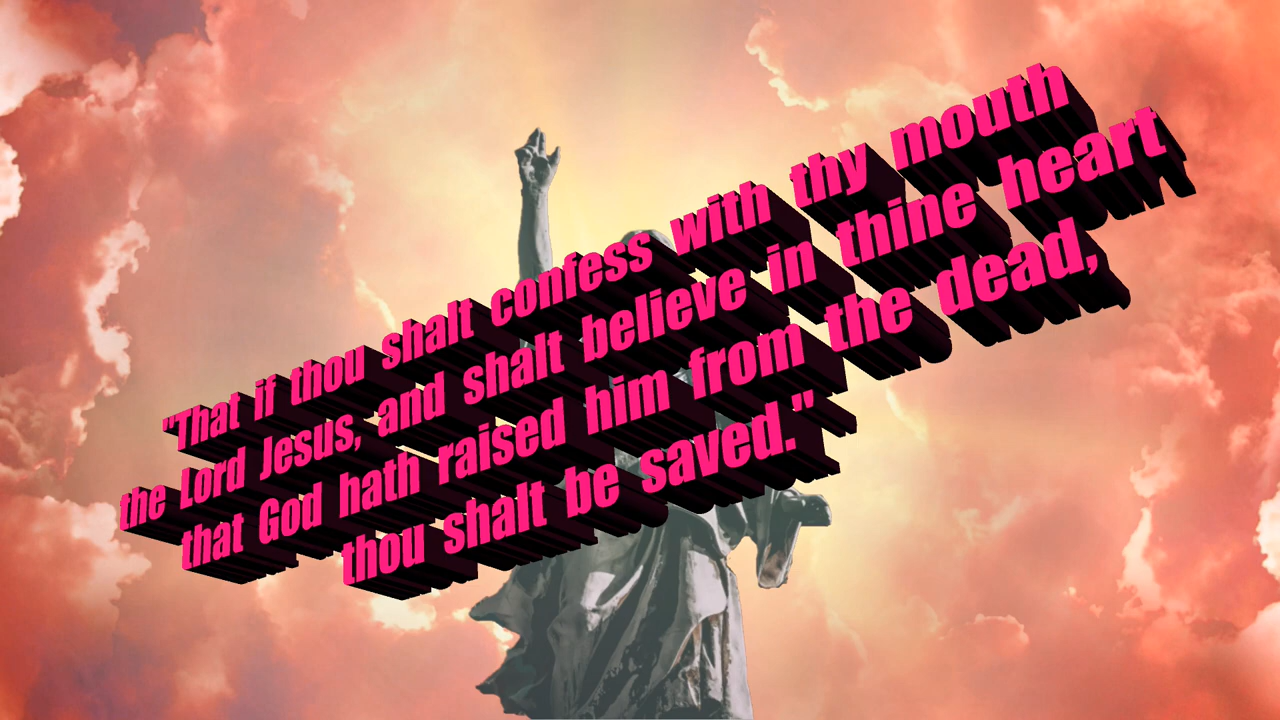 "That if thou shalt confess with thy mouth
the Lord Jesus, and shalt believe in thine heart
that God hath raised him from the dead,
thou shalt be saved."